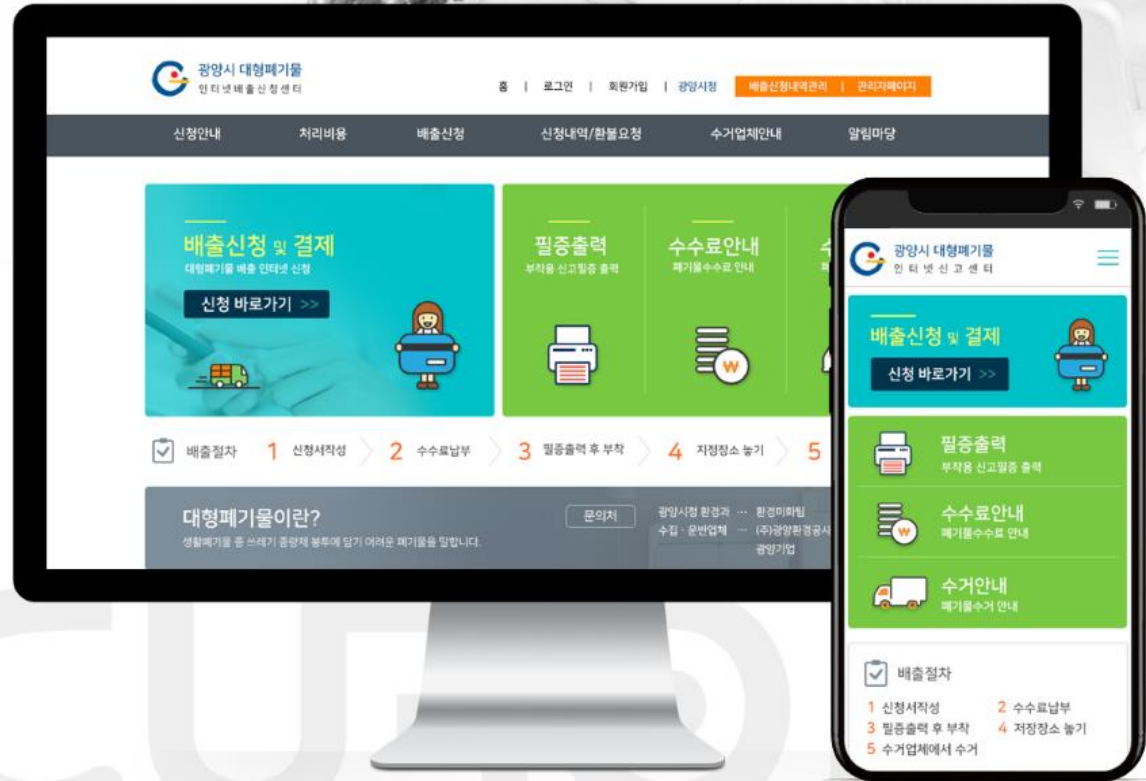 광양시 대형폐기물
인터넷배출신청센터
홈 | 로그인 | 회원가입 | 광양시청 배출신청내역관리 | 관리자페이지
신청안내 처리비용 배출신청 신청내역/환불요청 수거업체안내 알림마당
배출신청 및 결제
대형폐기물 배출 인터넷 신청
신청 바로가기 >>
필증출력
부착용 신고필증 출력
수수료안내
폐기물수수료 안내
배출절차 1 신청서작성 2 수수료납부 3 필증출력 후 부착 4 지정장소 놓기 5
대형폐기물이란?
생활폐기물 중 쓰레기 종량제 봉투에 담기 어려운 폐기물을 말합니다.
문의처
광양시청 환경과 ··· 환경미화팀
수집 · 운반업체 ··· (주)광양환경공사
광양기업
광양시 대형폐기물
인터넷신고센터
배출신청 및 결제
신청 바로가기 >>
필증출력
부착용 신고필증 출력
수수료안내
폐기물수수료 안내
수거안내
폐기물수거 안내
배출절차
1 신청서작성 2 수수료납부
3 필증출력 후 부착 4 저장장소 놓기
5 수거업체에서 수거